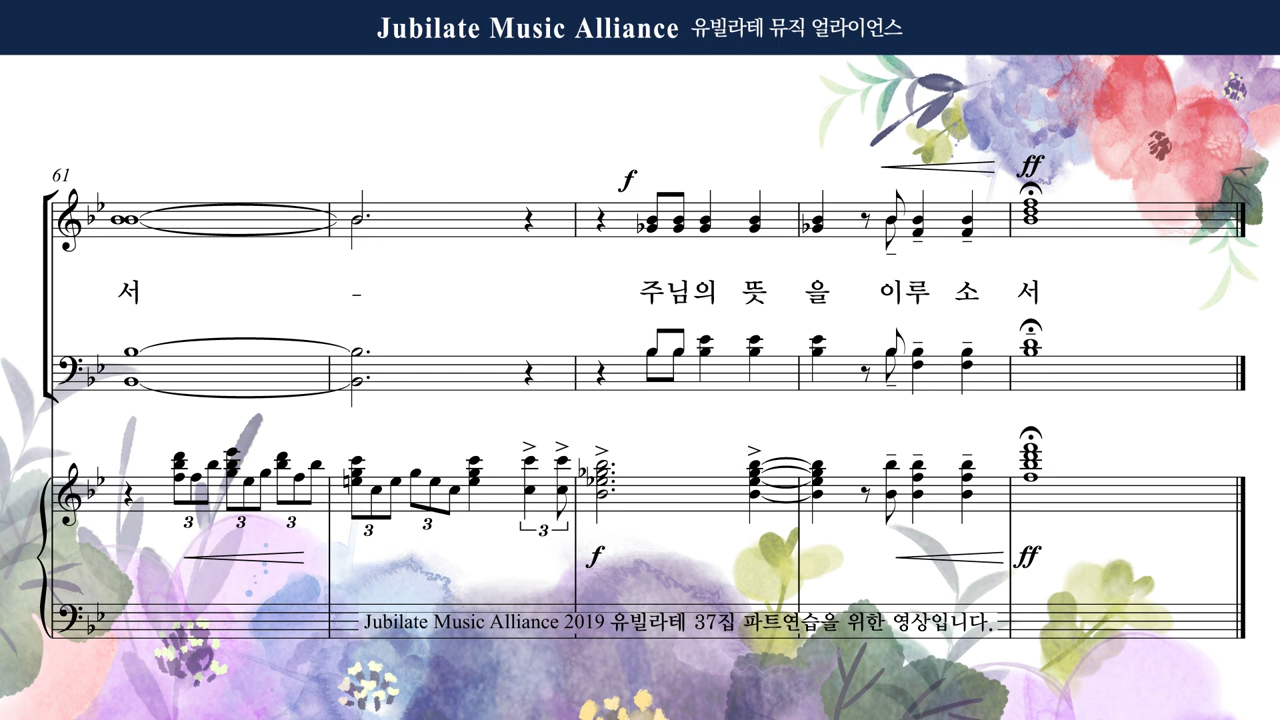 Jubilate Music Alliance 유빌라테 뮤직 얼라이언스
61
f
ff
서 - 주님의 뜻 을 이루 소 서
3 3 3 3 3 3
f ff
Jubilate Music Alliance 2019 유빌라테 37집 파트연습을 위한 영상입니다.